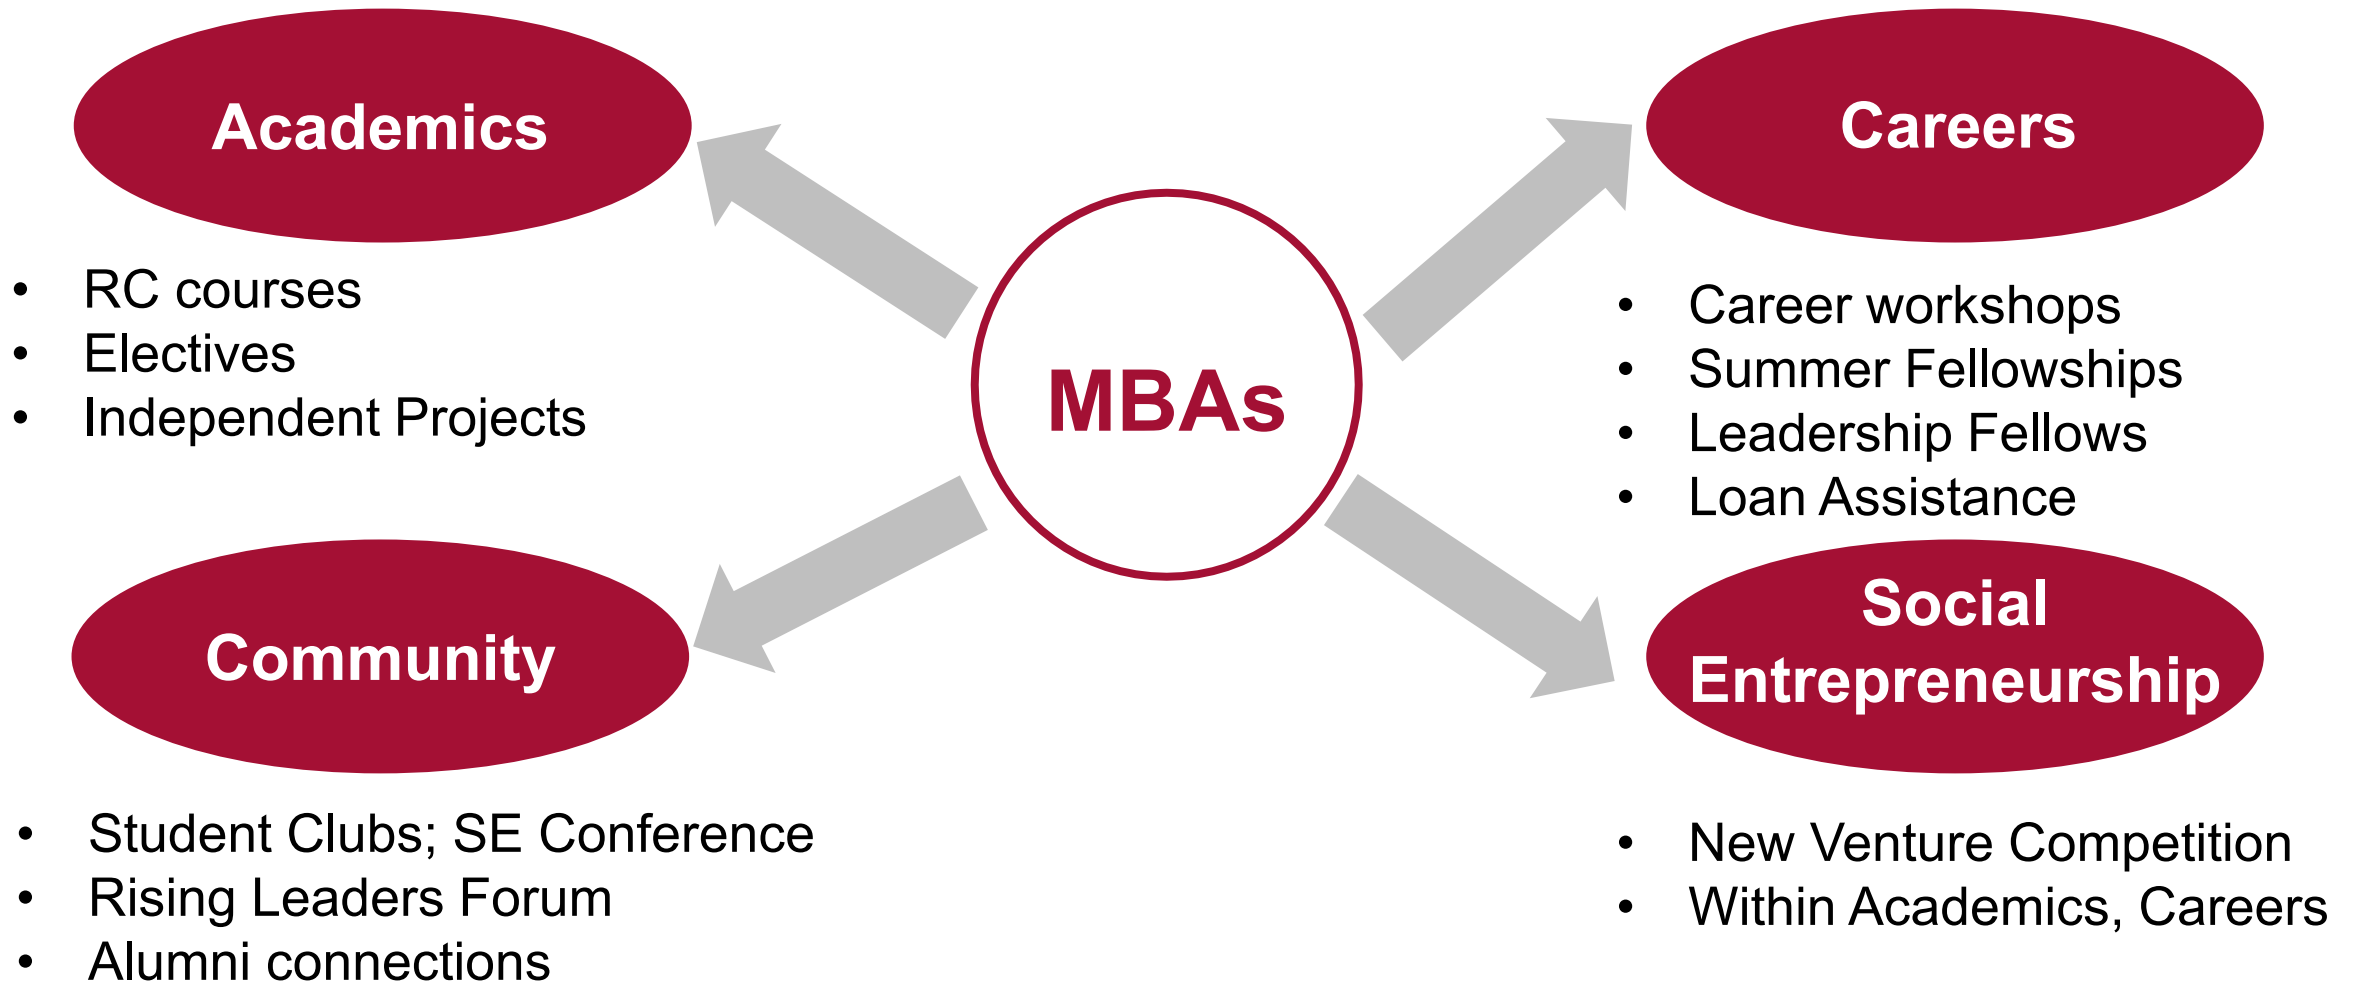 Academics
• RC courses
• Electives
• Independent Projects
Careers
• Career workshops
• Summer Fellowships
• Leadership Fellows
• Loan Assistance
MBAs
Community
• Student Clubs; SE Conference
• Rising Leaders Forum
• Alumni connections
Social
Entrepreneurship
• New Venture Competition
• Within Academics, Careers